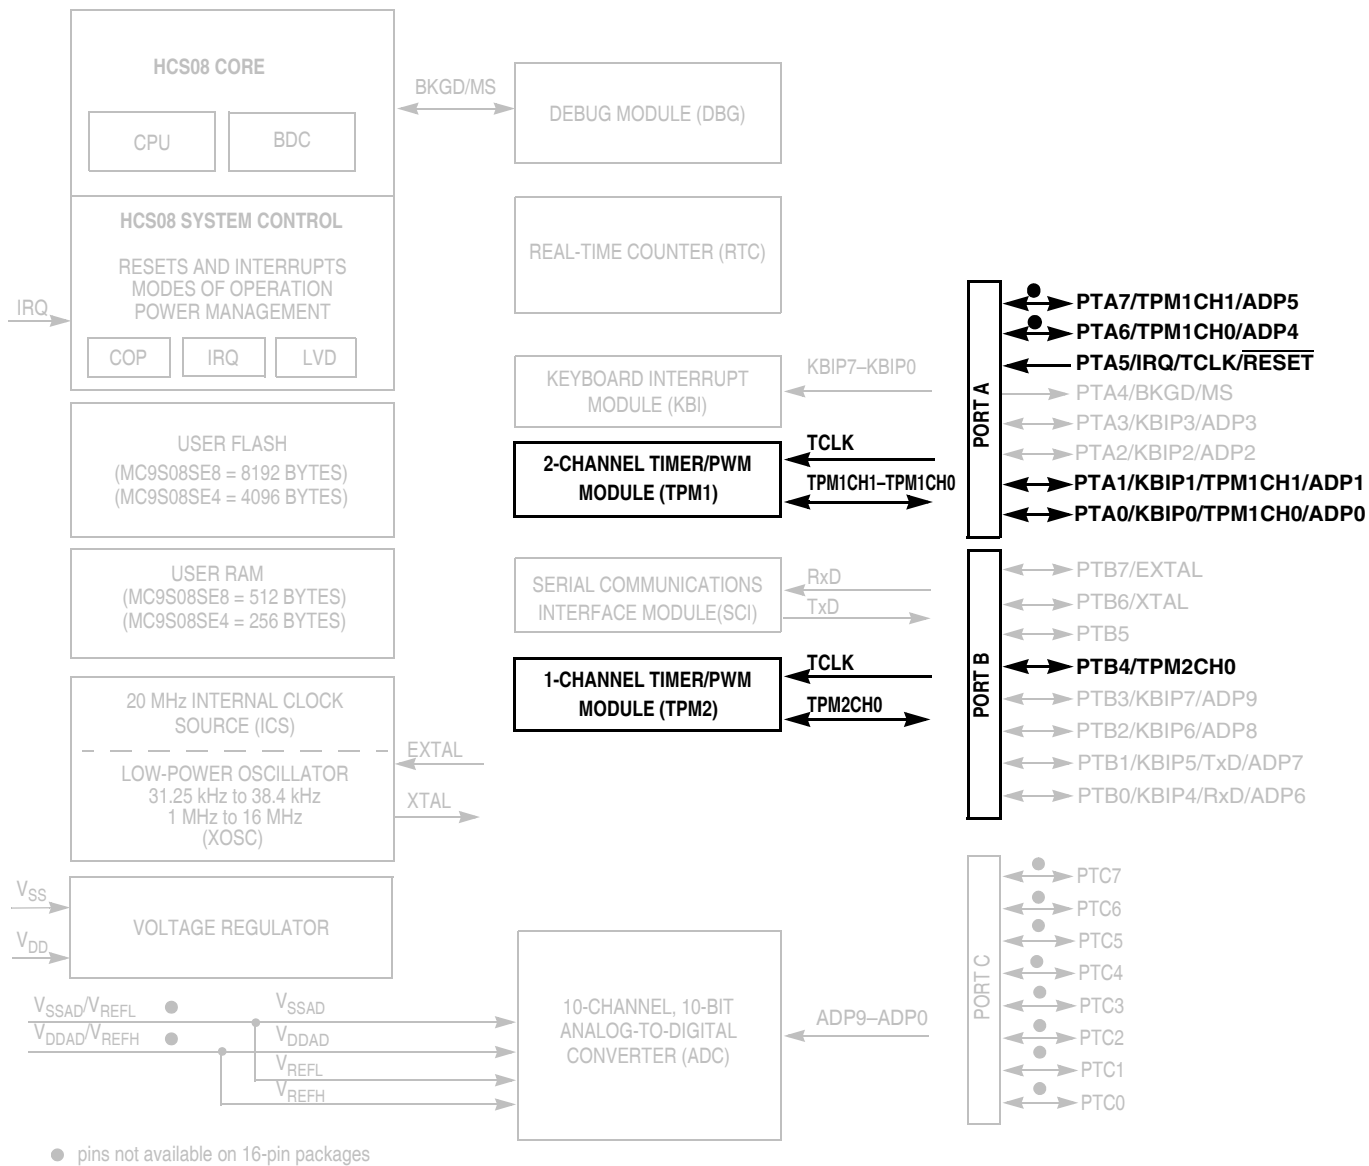 HCS08 CORE
CPU
BDC
BKGD/MS
DEBUG MODULE (DBG)
HCS08 SYSTEM CONTROL
RESETS AND INTERRUPTS
MODES OF OPERATION
POWER MANAGEMENT
IRQ
COP
IRQ
LVD
REAL-TIME COUNTER (RTC)
KEYBOARD INTERRUPT
MODULE (KBI)
KBIP7–KBIP0
USER FLASH
(MC9S08SE8 = 8192 BYTES)
(MC9S08SE4 = 4096 BYTES)
2-CHANNEL TIMER/PWM
MODULE (TPM1)
TCLK
TPM1CH1–TPM1CH0
USER RAM
(MC9S08SE8 = 512 BYTES)
(MC9S08SE4 = 256 BYTES)
SERIAL COMMUNICATIONS
INTERFACE MODULE(SCI)
RxD
TxD
20 MHz INTERNAL CLOCK
SOURCE (ICS)
LOW-POWER OSCILLATOR
31.25 kHz to 38.4 kHz
1 MHz to 16 MHz
(XOSC)
EXTAL
XTAL
1-CHANNEL TIMER/PWM
MODULE (TPM2)
TCLK
TPM2CH0
VSS
VDD
VOLTAGE REGULATOR
VSSAD/VREFL
VDDAD/VREFH
VSSAD
VDDAD
VREFL
VREFH
10-CHANNEL, 10-BIT
ANALOG-TO-DIGITAL
CONVERTER (ADC)
ADP9–ADP0
PORT A
PTA7/TPM1CH1/ADP5
PTA6/TPM1CH0/ADP4
PTA5/IRQ/TCLK/RESET
PTA4/BKGD/MS
PTA3/KBIP3/ADP3
PTA2/KBIP2/ADP2
PTA1/KBIP1/TPM1CH1/ADP1
PTA0/KBIP0/TPM1CH0/ADP0
PORT B
PTB7/EXTAL
PTB6/XTAL
PTB5
PTB4/TPM2CH0
PTB3/KBIP7/ADP9
PTB2/KBIP6/ADP8
PTB1/KBIP5/TxD/ADP7
PTB0/KBIP4/RxD/ADP6
PORT C
PTC7
PTC6
PTC5
PTC4
PTC3
PTC2
PTC1
PTC0
pins not available on 16-pin packages